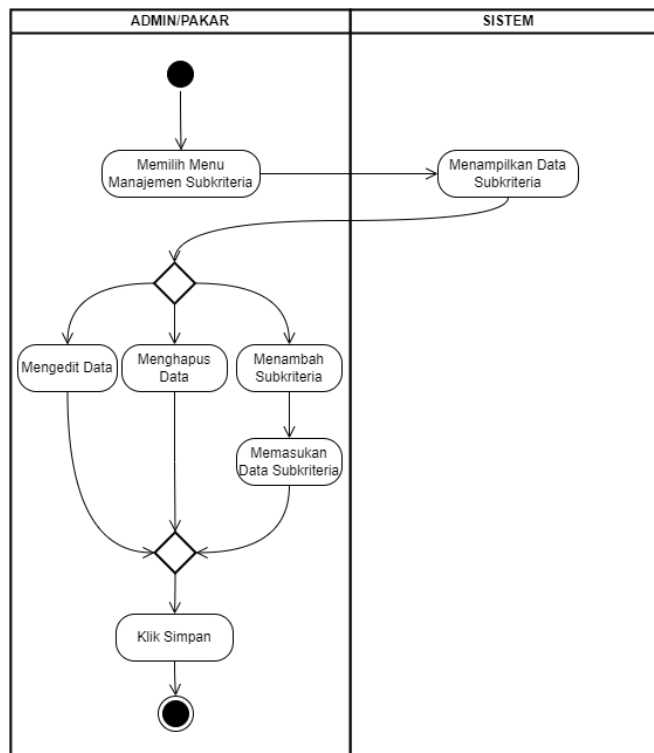 ADMIN/PAKAR
SISTEM
Memilih Menu
Manajemen Subkriteria
Menampilkan Data
Subkriteria
Mengedit Data
Menghapus
Data
Menambah
Subkriteria
Memasukan
Data Subkriteria
Klik Simpan